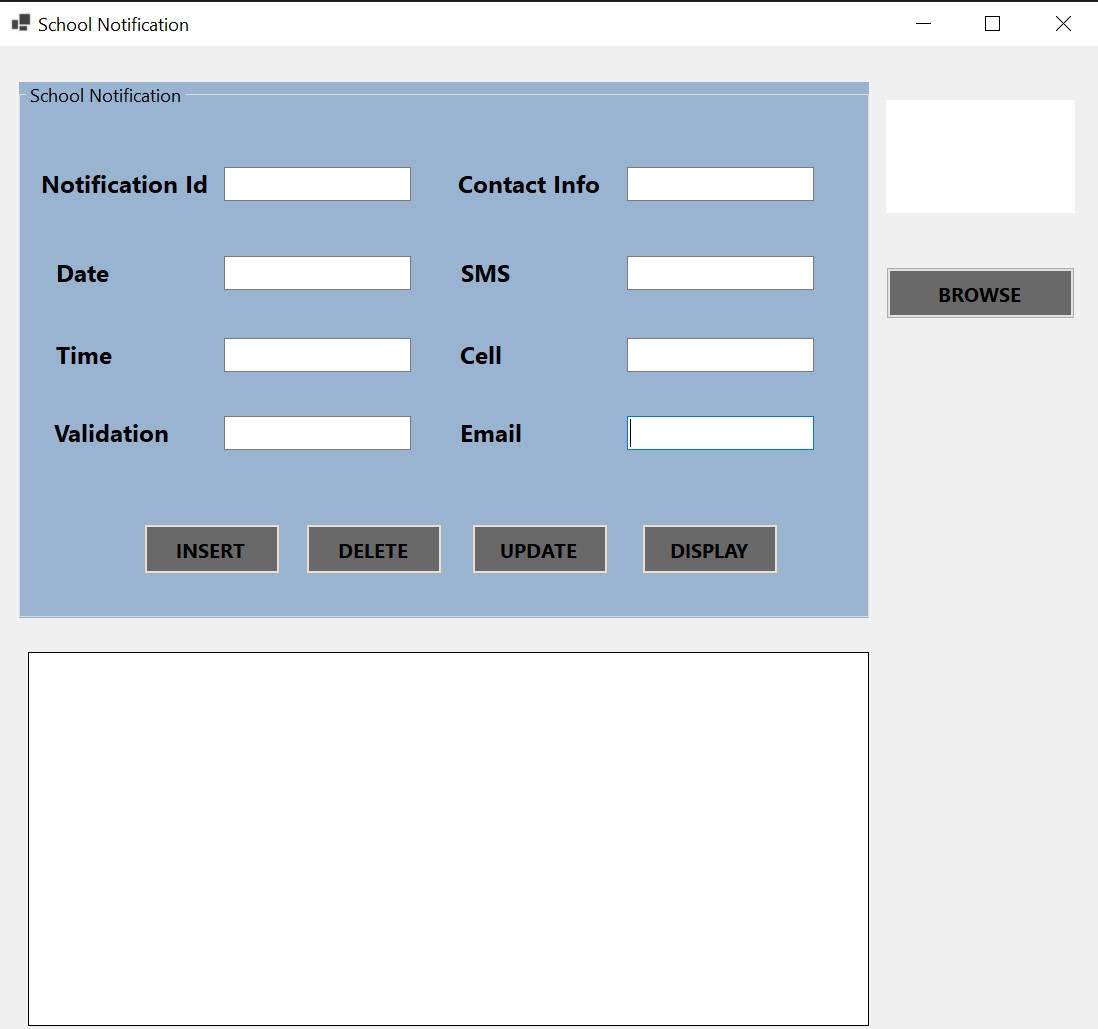 School Notification
School Notification
Notification Id
Contact Info
Date
SMS
BROWSE
Time
Cell
Validation
Email
INSERT
DELETE
UPDATE
DISPLAY